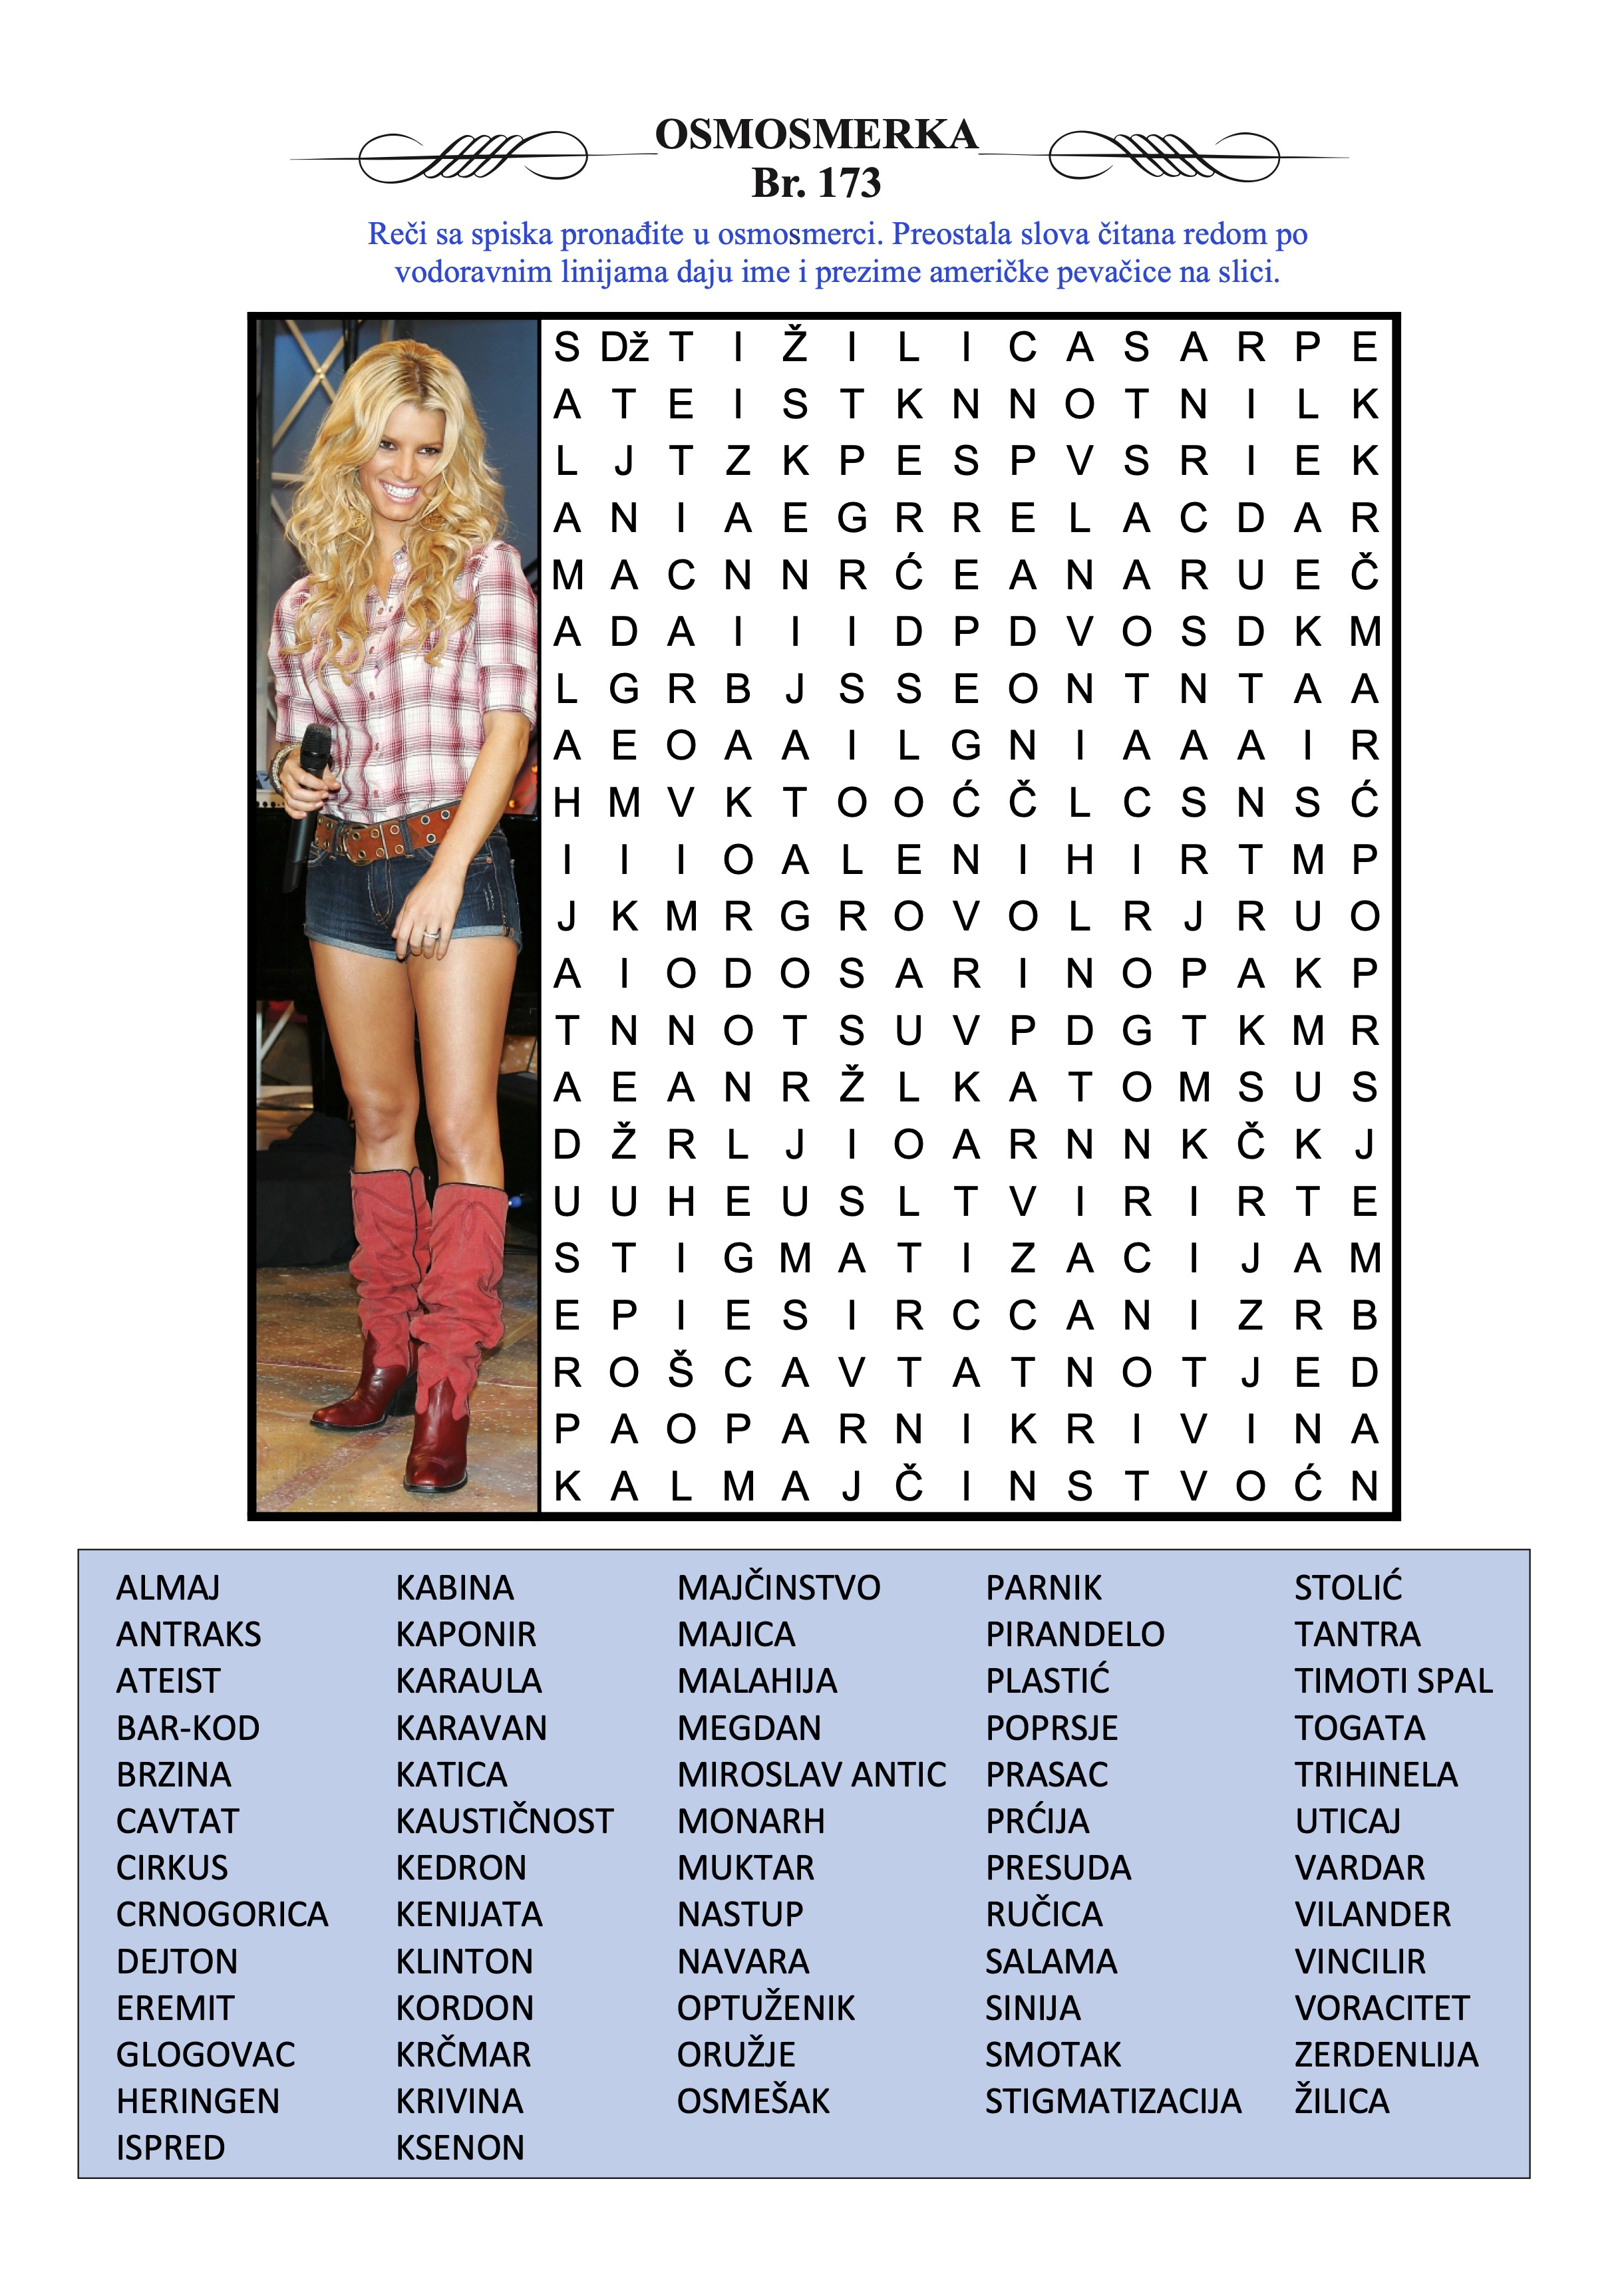 OSMOSMERKA
Br. 173
Reči sa spiska pronađite u osmosmerci. Preostala slova čitana redom po
vodoravnim linijama daju ime i prezime američke pevačice na slici.
S Dž T I Ž I L I C A S A R P E
A T E I S T K N N O T N I L K
L J T Z K P E S P V S R I E K
A N I A E G R R E L A C D A R
M A C N N R Ć E A N A R U E Č
A D A I I I D P D V O S D K M
L G R B J S S E O N T N T A A
A E O A A I L G N I A A A I R
H M V K T O O Ć Č L C S N S Ć
I I I O A L E N I H I R T M P
J K M R G R O V O L R J R U O
A I O D O S A R I N O P A K P
T N N O T S U V P D G T K M R
A E A N R Ž L K A T O M S U S
D Ž R L J I O A R N N K Č K J
U U H E U S L T V I R I R T E
S T I G M A T I Z A C I J A M
E P I E S I R C C A N I Z R B
R O Š C A V T A T N O T J E D
P A O P A R N I K R I V I N A
K A L M A J Č I N S T V O Ć N
ALMAJ KABINA MAJČINSTVO PARNIK STOLIĆ
ANTRAKS KAPONIR MAJICA PIRANDELO TANTRA
ATEIST KARAULA MALAHIJA PLASTIĆ TIMOTI SPAL
BAR-KOD KARAVAN MEGDAN POPRSJE TOGATA
BRZINA KATICA MIROSLAV ANTIC PRASAC TRIHINELA
CAVTAT KAUSTIČNOST MONARH PRĆIJA UTICAJ
CIRKUS KEDRON MUKTAR PRESUDA VARDAR
CRNOGORICA KENIJATA NASTUP RUČICA VILANDER
DEJTON KLINTON NAVARA SALAMA VINCILIR
EREMIT KORDON OPTUŽENIK SINIJA VORACITET
GLOGOVAC KRČMAR ORUŽJE SMOTAK ZERDENLIJA
HERINGEN KRIVINA OSMEŠAK STIGMATIZACIJA ŽILICA
ISPRED KSENON